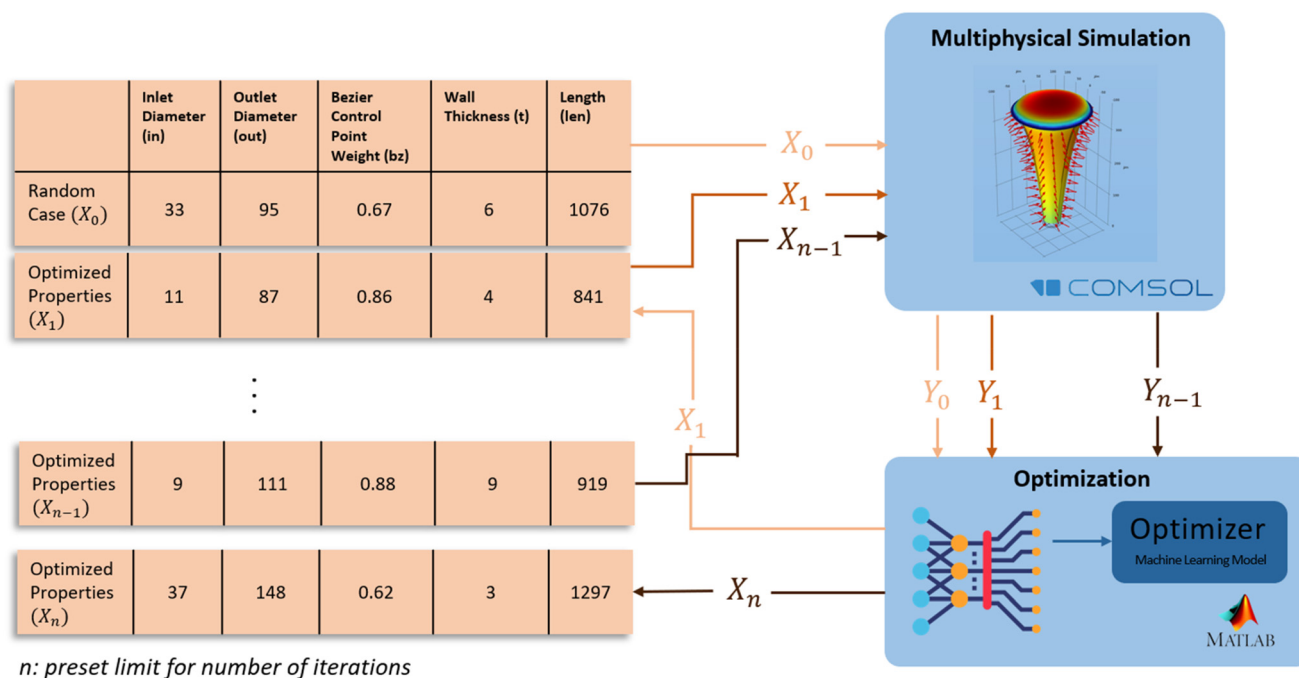 Multiphysical Simulation
Inlet
Diameter
(in)
Outlet
Diameter
(out)
Bezier
Control
Point
Weight (bz)
Wall
Thickness (t)
Length
(len)
Random
Case (X₀)
33
95
0.67
6
1076
Optimized
Properties
(X₁)
11
87
0.86
4
841
⋮
Optimized
Properties
(Xₙ₋₁)
9
111
0.88
9
919
Optimized
Properties
(Xₙ)
37
148
0.62
3
1297
n: preset limit for number of iterations
X₀
X₁
Xₙ₋₁
COMSOL
Y₀
Y₁
Yₙ₋₁
X₁
Xₙ
Optimization
Optimizer
Machine Learning Model
MATLAB